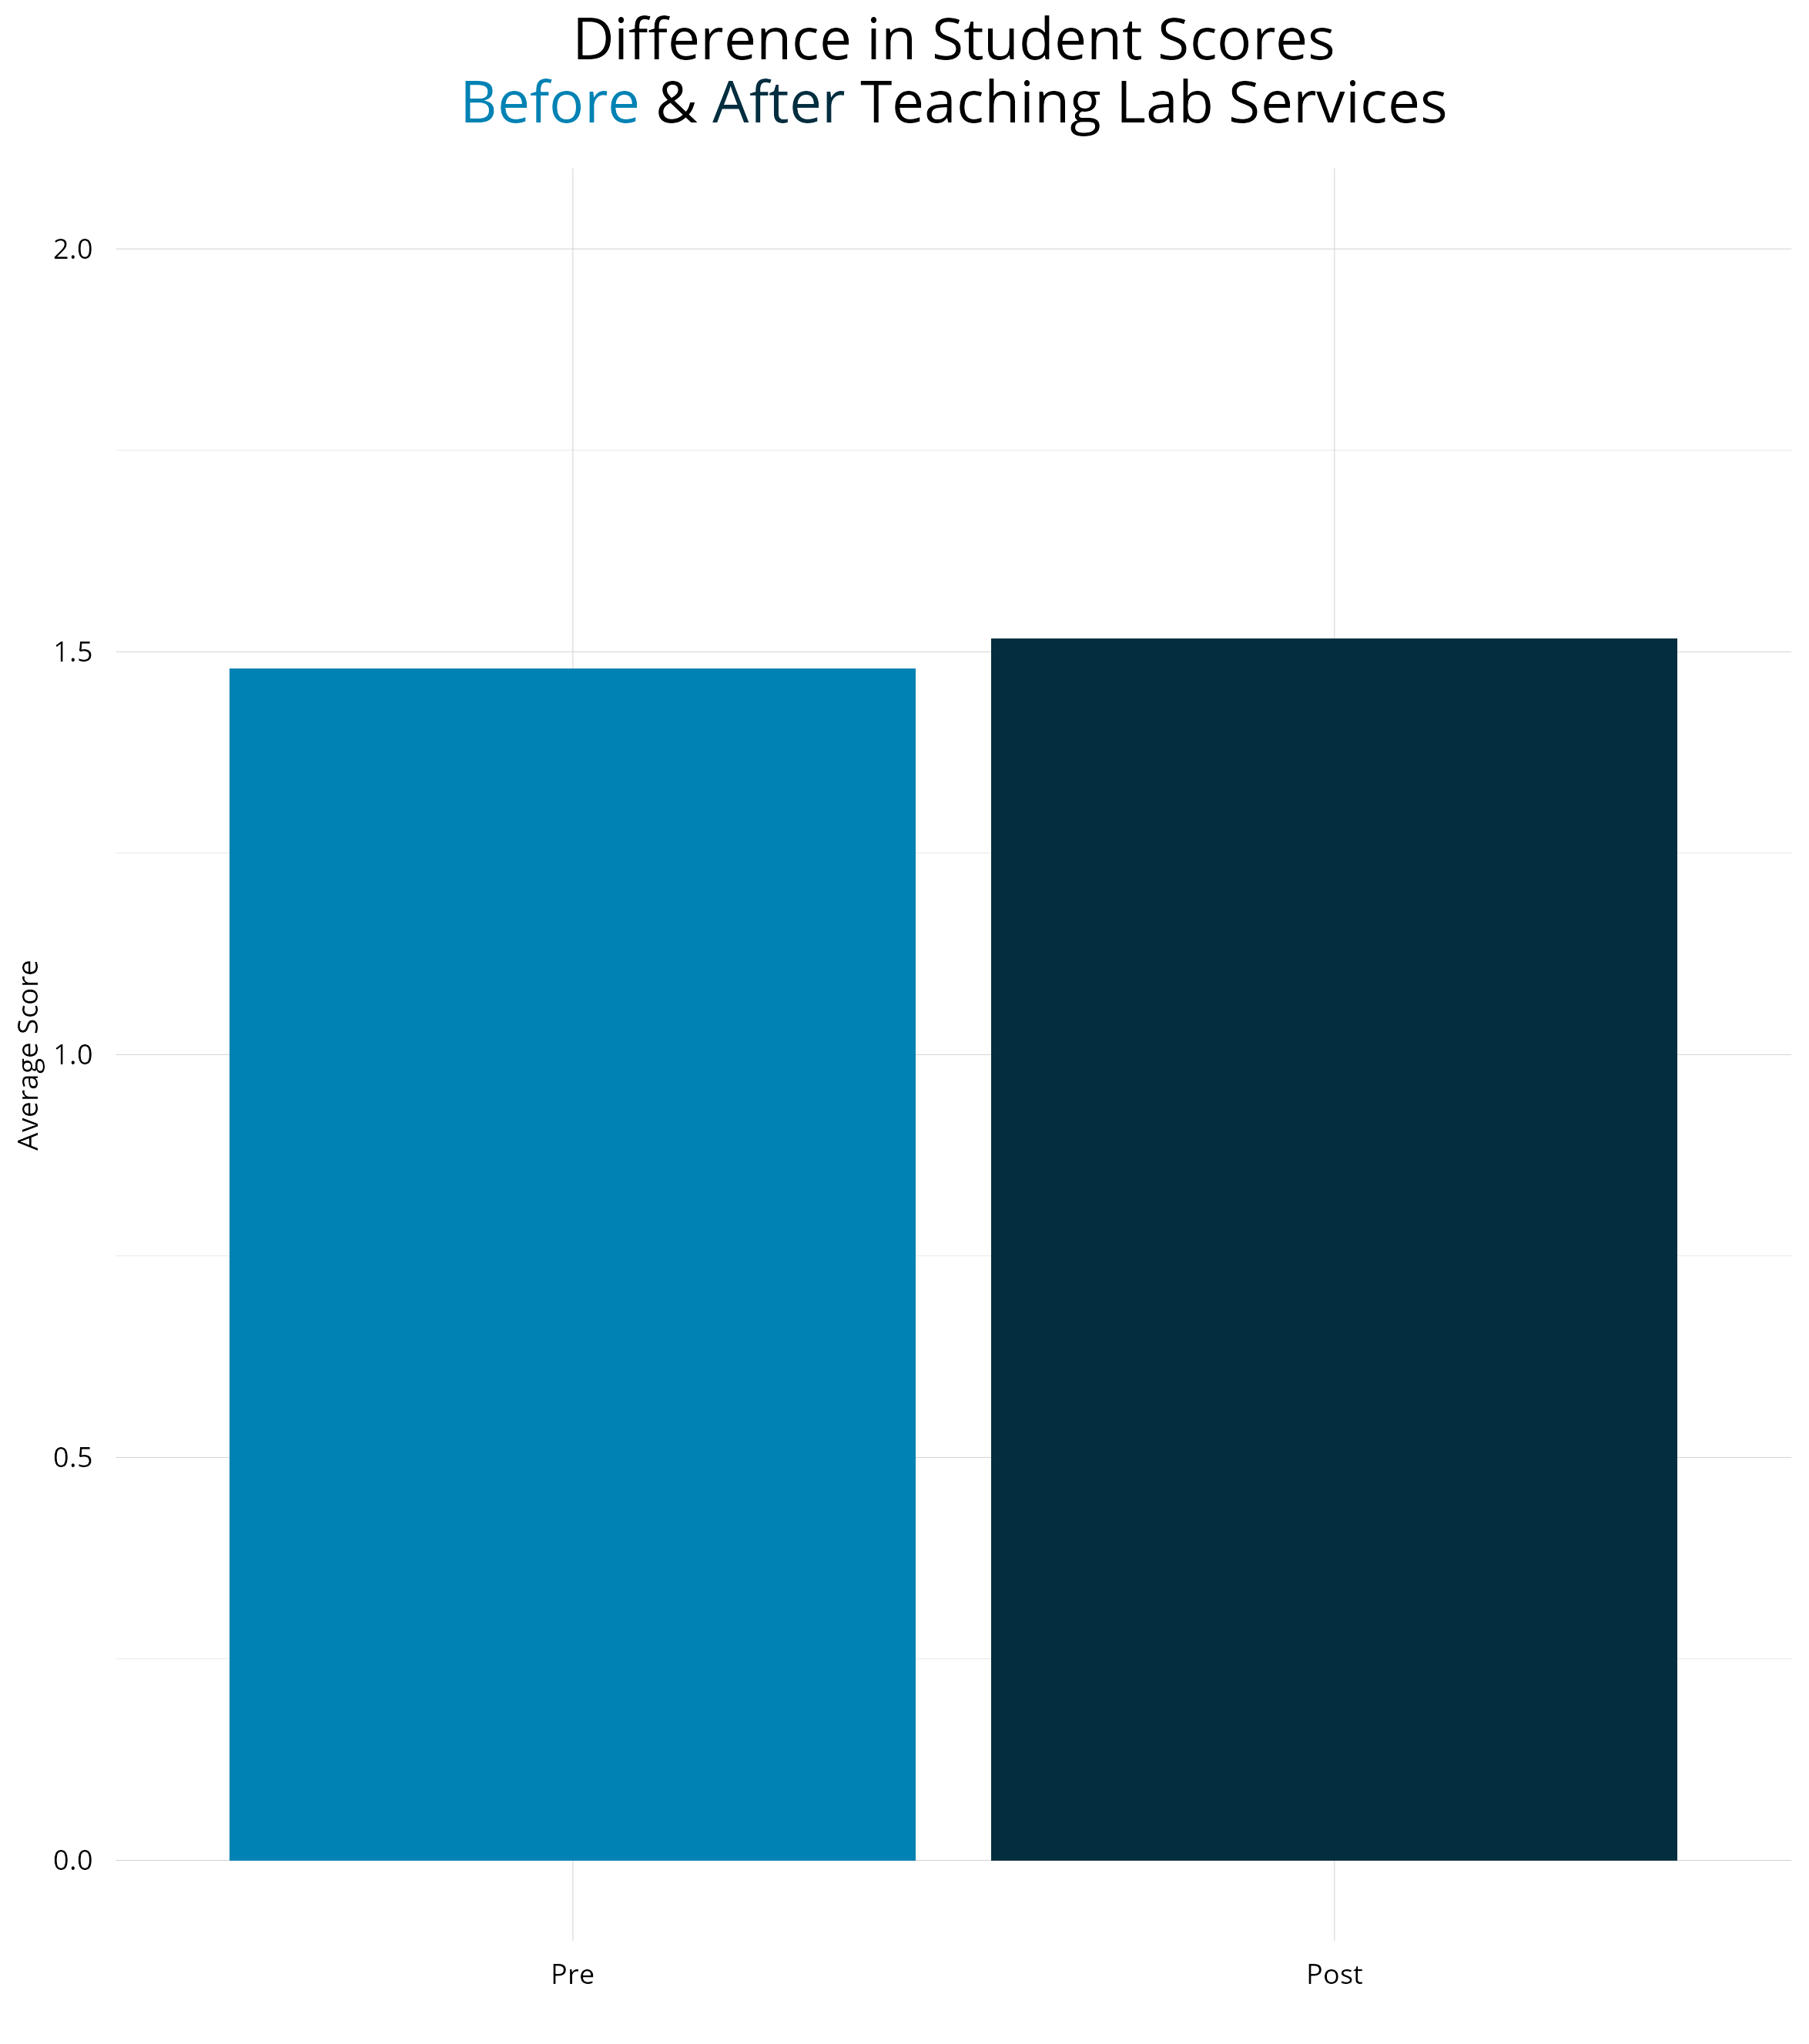 Difference in Student Scores
Before & After Teaching Lab Services
2.0
1.5
1.0
0.5
0.0
Average Score
Pre
Post